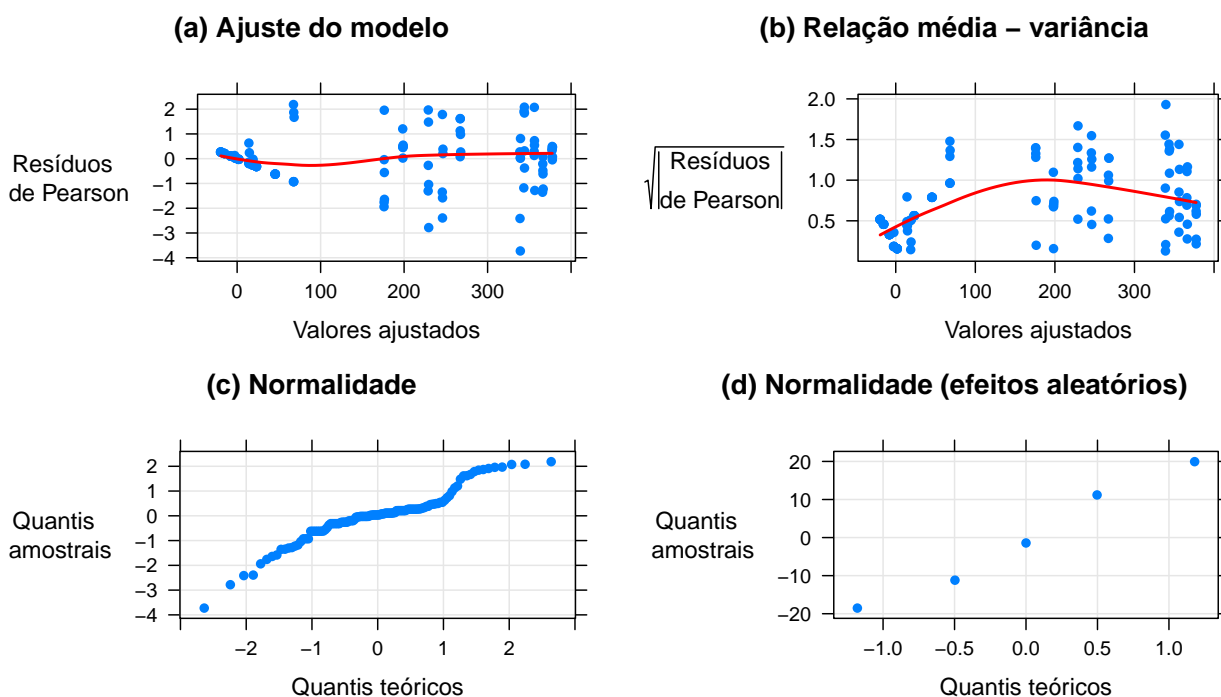 (a) Ajuste do modelo
Resíduos
de Pearson
2
1
0
−1
−2
−3
−4
0 100 200 300
Valores ajustados
(b) Relação média − variância
√|Resíduos
de Pearson|
2.0
1.5
1.0
0.5
0 100 200 300
Valores ajustados
(c) Normalidade
Quantis
amostrais
2
1
0
−1
−2
−3
−4
−2 −1 0 1 2
Quantis teóricos
(d) Normalidade (efeitos aleatórios)
Quantis
amostrais
20
10
0
−10
−20
−1.0 −0.5 0.0 0.5 1.0
Quantis teóricos